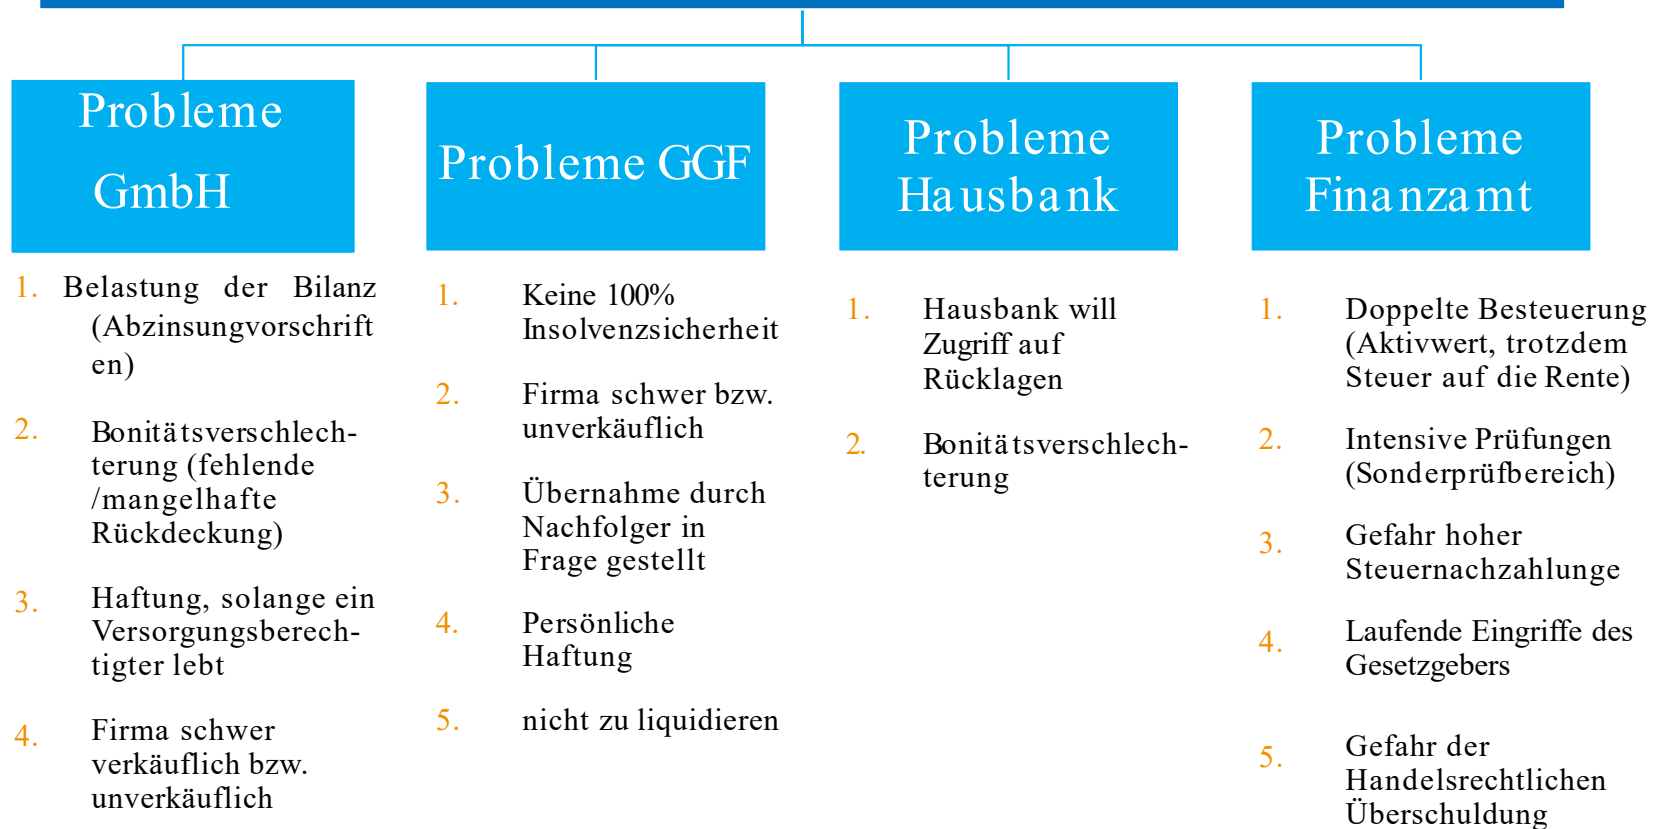 Probleme
GmbH
1. Belastung der Bilanz
(Abzinsungvorschrift
en)
2. Bonitätsverschlech-
terung (fehlende
/mangelhafte
Rückdeckung)
3. Haftung, solange ein
Versorgungsberech-
tigter lebt
4. Firma schwer
verkäuflich bzw.
unverkäuflich
Probleme GGF
1. Keine 100%
Insolvenzsicherheit
2. Firma schwer bzw.
unverkäuflich
3. Übernahme durch
Nachfolger in
Frage gestellt
4. Persönliche
Haftung
5. nicht zu liquidieren
Probleme
Hausbank
1. Hausbank will
Zugriff auf
Rücklagen
2. Bonitätsverschlech-
terung
Probleme
Finanzamt
1. Doppelte Besteuerung
(Aktivwert, trotzdem
Steuer auf die Rente)
2. Intensive Prüfungen
(Sonderprüfbereich)
3. Gefahr hoher
Steuernachzahlunge
4. Laufende Eingriffe des
Gesetzgebers
5. Gefahr der
Handelsrechtlichen
Überschuldung